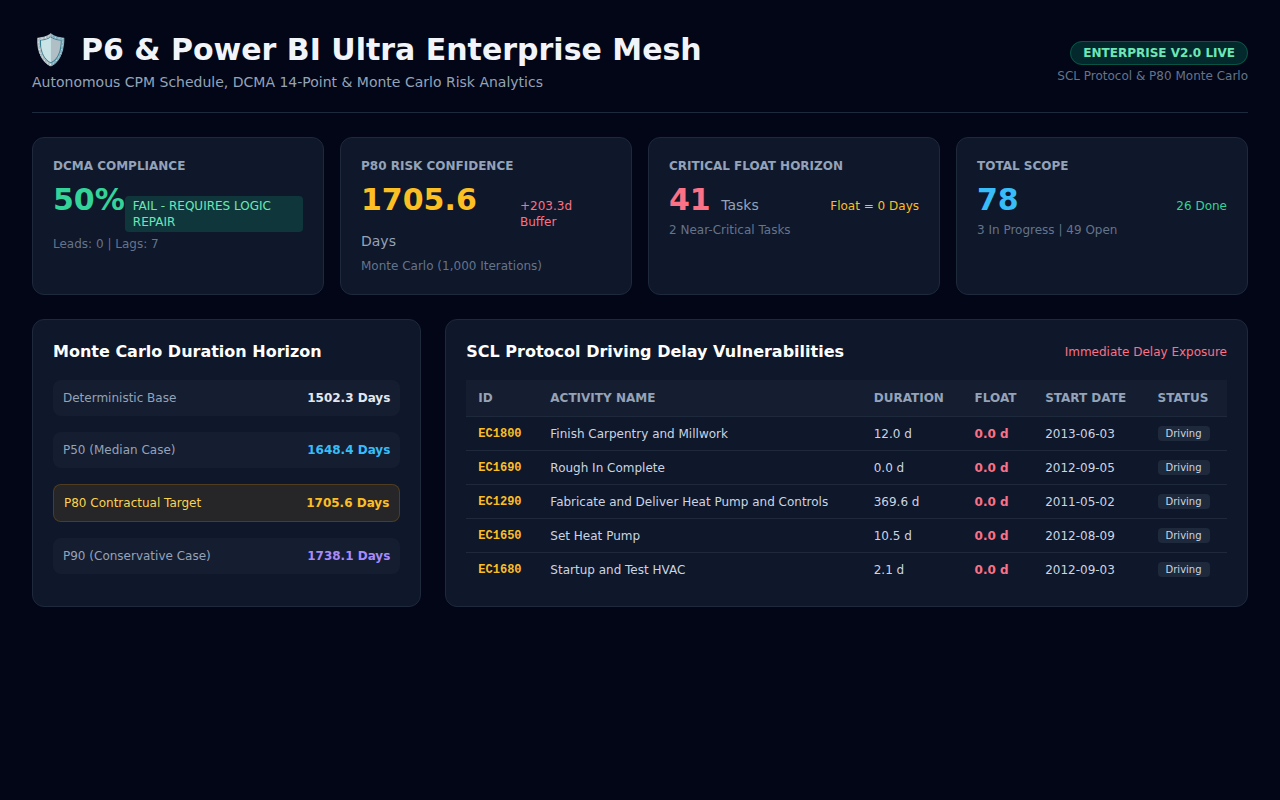 🛡️ P6 & Power BI Ultra Enterprise Mesh
Autonomous CPM Schedule, DCMA 14-Point & Monte Carlo Risk Analytics
ENTERPRISE V2.0 LIVE
SCL Protocol & P80 Monte Carlo
DCMA COMPLIANCE
50% FAIL - REQUIRES LOGIC
REPAIR
Leads: 0 | Lags: 7
P80 RISK CONFIDENCE
1705.6 +203.3d
Buffer
Days
Monte Carlo (1,000 Iterations)
CRITICAL FLOAT HORIZON
41 Tasks Float = 0 Days
2 Near-Critical Tasks
TOTAL SCOPE
78 26 Done
3 In Progress | 49 Open
Monte Carlo Duration Horizon
Deterministic Base 1502.3 Days
P50 (Median Case) 1648.4 Days
P80 Contractual Target 1705.6 Days
P90 (Conservative Case) 1738.1 Days
SCL Protocol Driving Delay Vulnerabilities Immediate Delay Exposure
ID ACTIVITY NAME DURATION FLOAT START DATE STATUS
EC1800 Finish Carpentry and Millwork 12.0 d 0.0 d 2013-06-03 Driving
EC1690 Rough In Complete 0.0 d 0.0 d 2012-09-05 Driving
EC1290 Fabricate and Deliver Heat Pump and Controls 369.6 d 0.0 d 2011-05-02 Driving
EC1650 Set Heat Pump 10.5 d 0.0 d 2012-08-09 Driving
EC1680 Startup and Test HVAC 2.1 d 0.0 d 2012-09-03 Driving